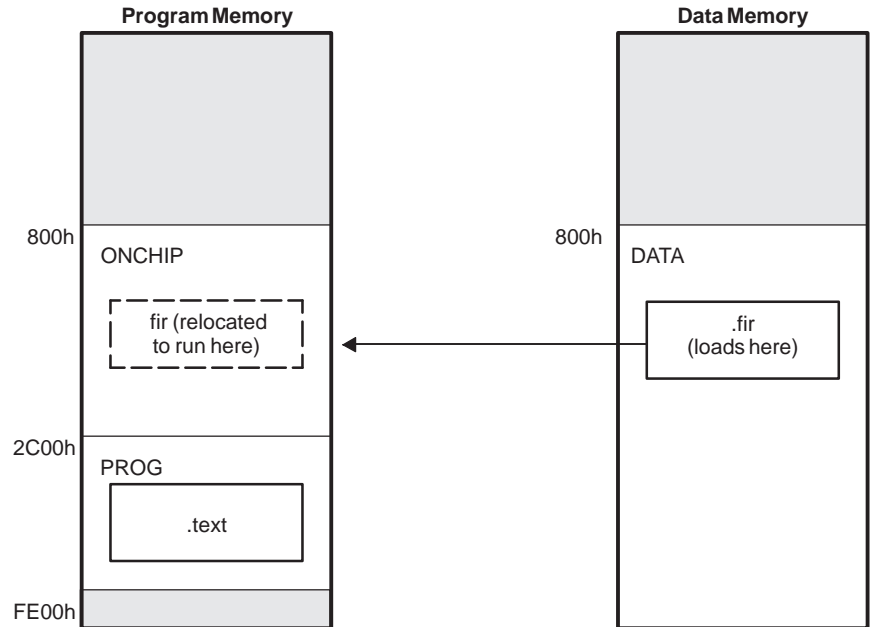 Program Memory
Data Memory
800h
ONCHIP
fir (relocated
to run here)
2C00h
PROG
.text
FE00h
800h
DATA
.fir
(loads here)